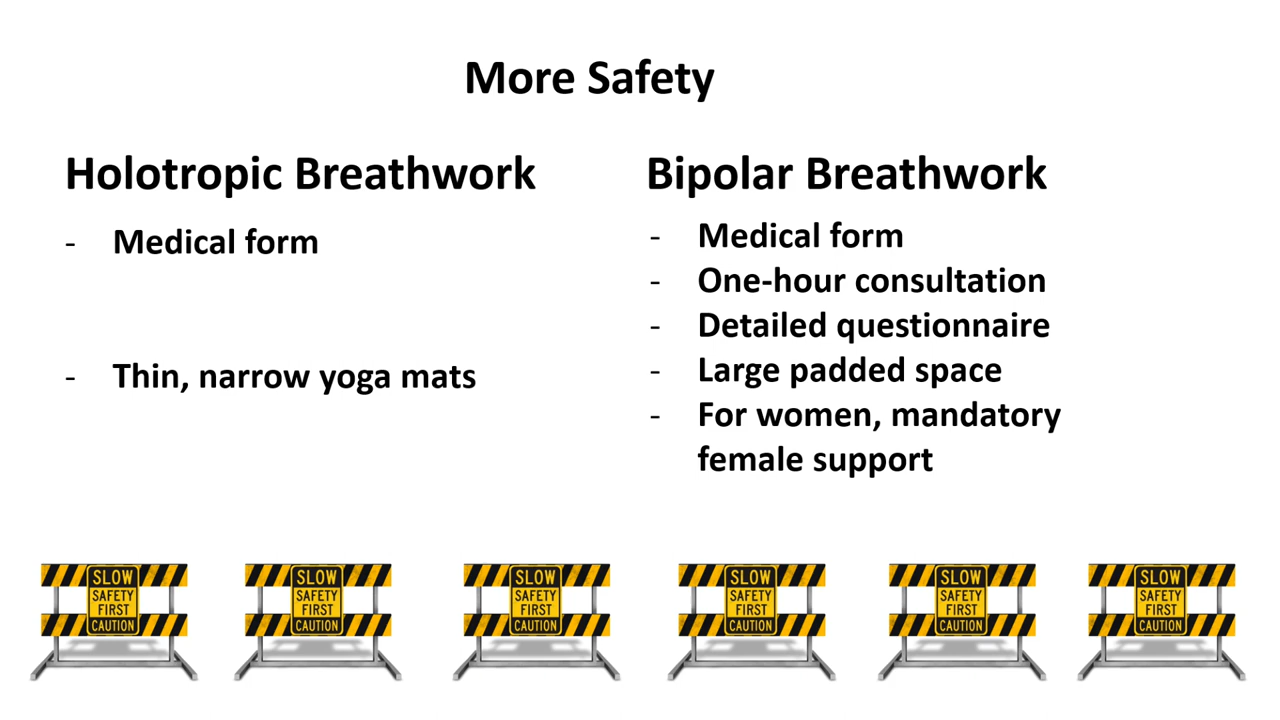 More Safety
Holotropic Breathwork
- Medical form
- Thin, narrow yoga mats
Bipolar Breathwork
- Medical form
- One-hour consultation
- Detailed questionnaire
- Large padded space
- For women, mandatory
female support
SLOW
SAFETY
FIRST
CAUTION
SLOW
SAFETY
FIRST
CAUTION
SLOW
SAFETY
FIRST
CAUTION
SLOW
SAFETY
FIRST
CAUTION
SLOW
SAFETY
FIRST
CAUTION
SLOW
SAFETY
FIRST
CAUTION